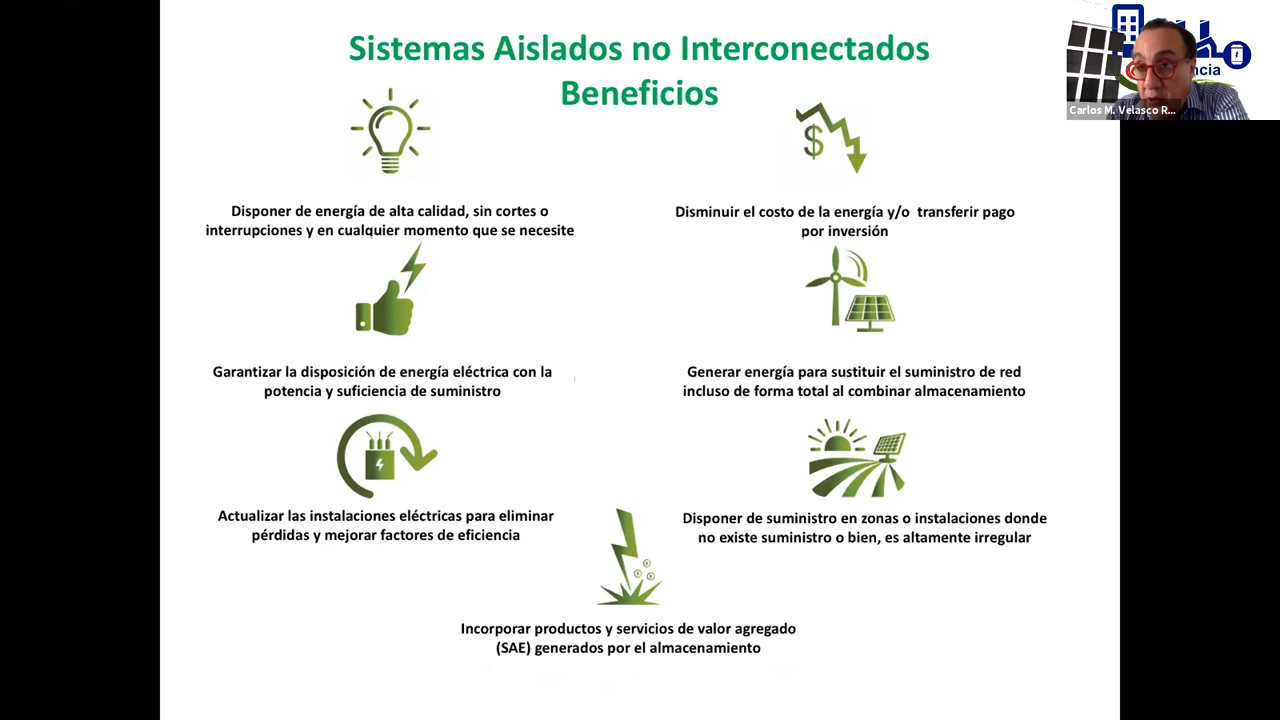 Sistemas Aislados no Interconectados
Beneficios
ncia
Carlos M. Velasco R...
$
Disponer de energía de alta calidad, sin cortes o
interrupciones y en cualquier momento que se necesite
Disminuir el costo de la energía y/o transferir pago
por inversión
Garantizar la disposición de energía eléctrica con la
potencia y suficiencia de suministro
Generar energía para sustituir el suministro de red
incluso de forma total al combinar almacenamiento
Actualizar las instalaciones eléctricas para eliminar
pérdidas y mejorar factores de eficiencia
Disponer de suministro en zonas o instalaciones donde
no existe suministro o bien, es altamente irregular
Incorporar productos y servicios de valor agregado
(SAE) generados por el almacenamiento